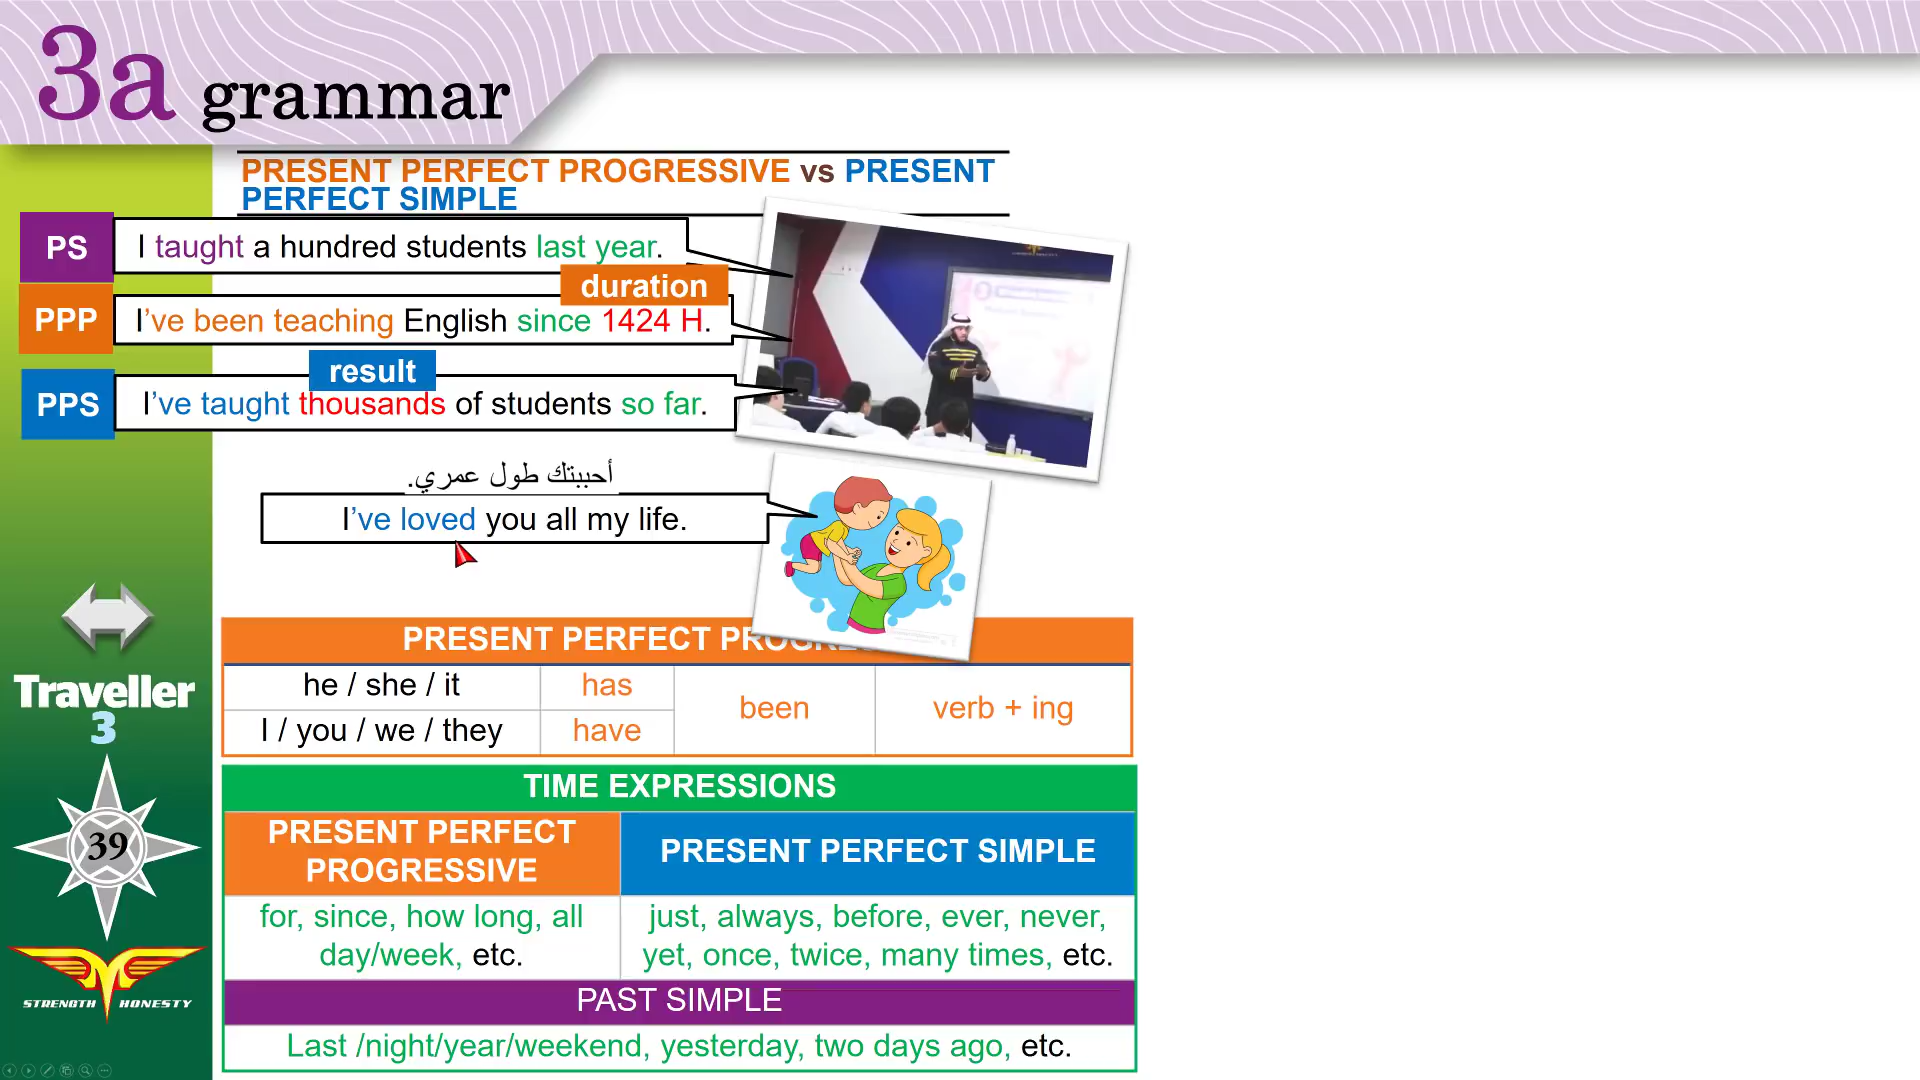 3a grammar
PRESENT PERFECT PROGRESSIVE vs PRESENT
PERFECT SIMPLE
PS
I taught a hundred students last year.
duration
PPP
I've been teaching English since 1424 H.
result
PPS
I've taught thousands of students so far.
أحببتك طول عمري.
I've loved you all my life.
PRESENT PERFECT
he / she / it
has
been
verb + ing
I / you / we / they
have
TIME EXPRESSIONS
PRESENT PERFECT
PROGRESSIVE
PRESENT PERFECT SIMPLE
for, since, how long, all
day/week, etc.
just, always, before, ever, never,
yet, once, twice, many times, etc.
PAST SIMPLE
Last /night/year/weekend, yesterday, two days ago, etc.
Traveller
3
39
STRENGTH HONESTY